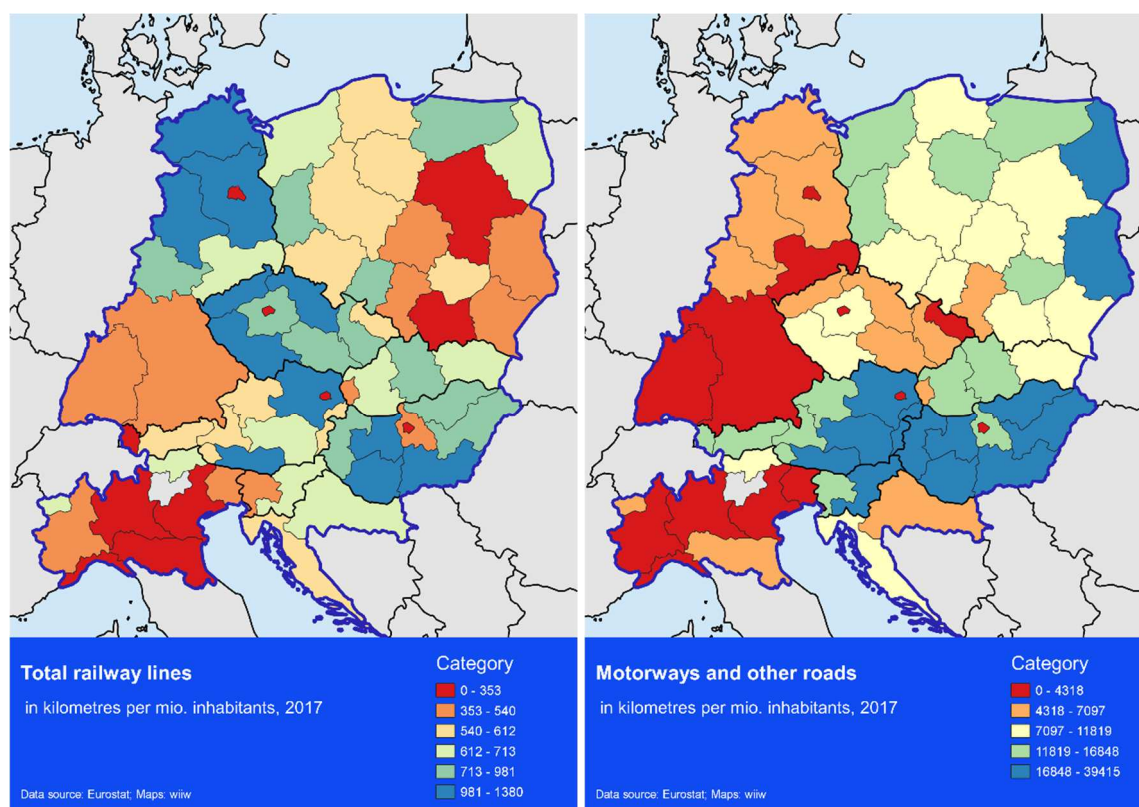 Total railway lines
in kilometres per mio. inhabitants, 2017
Category
0 - 353
353 - 540
540 - 612
612 - 713
713 - 981
981 - 1380
Data source: Eurostat; Maps: wiiw
Motorways and other roads
in kilometres per mio. inhabitants, 2017
Category
0 - 4318
4318 - 7097
7097 - 11819
11819 - 16848
16848 - 39415
Data source: Eurostat; Maps: wiiw